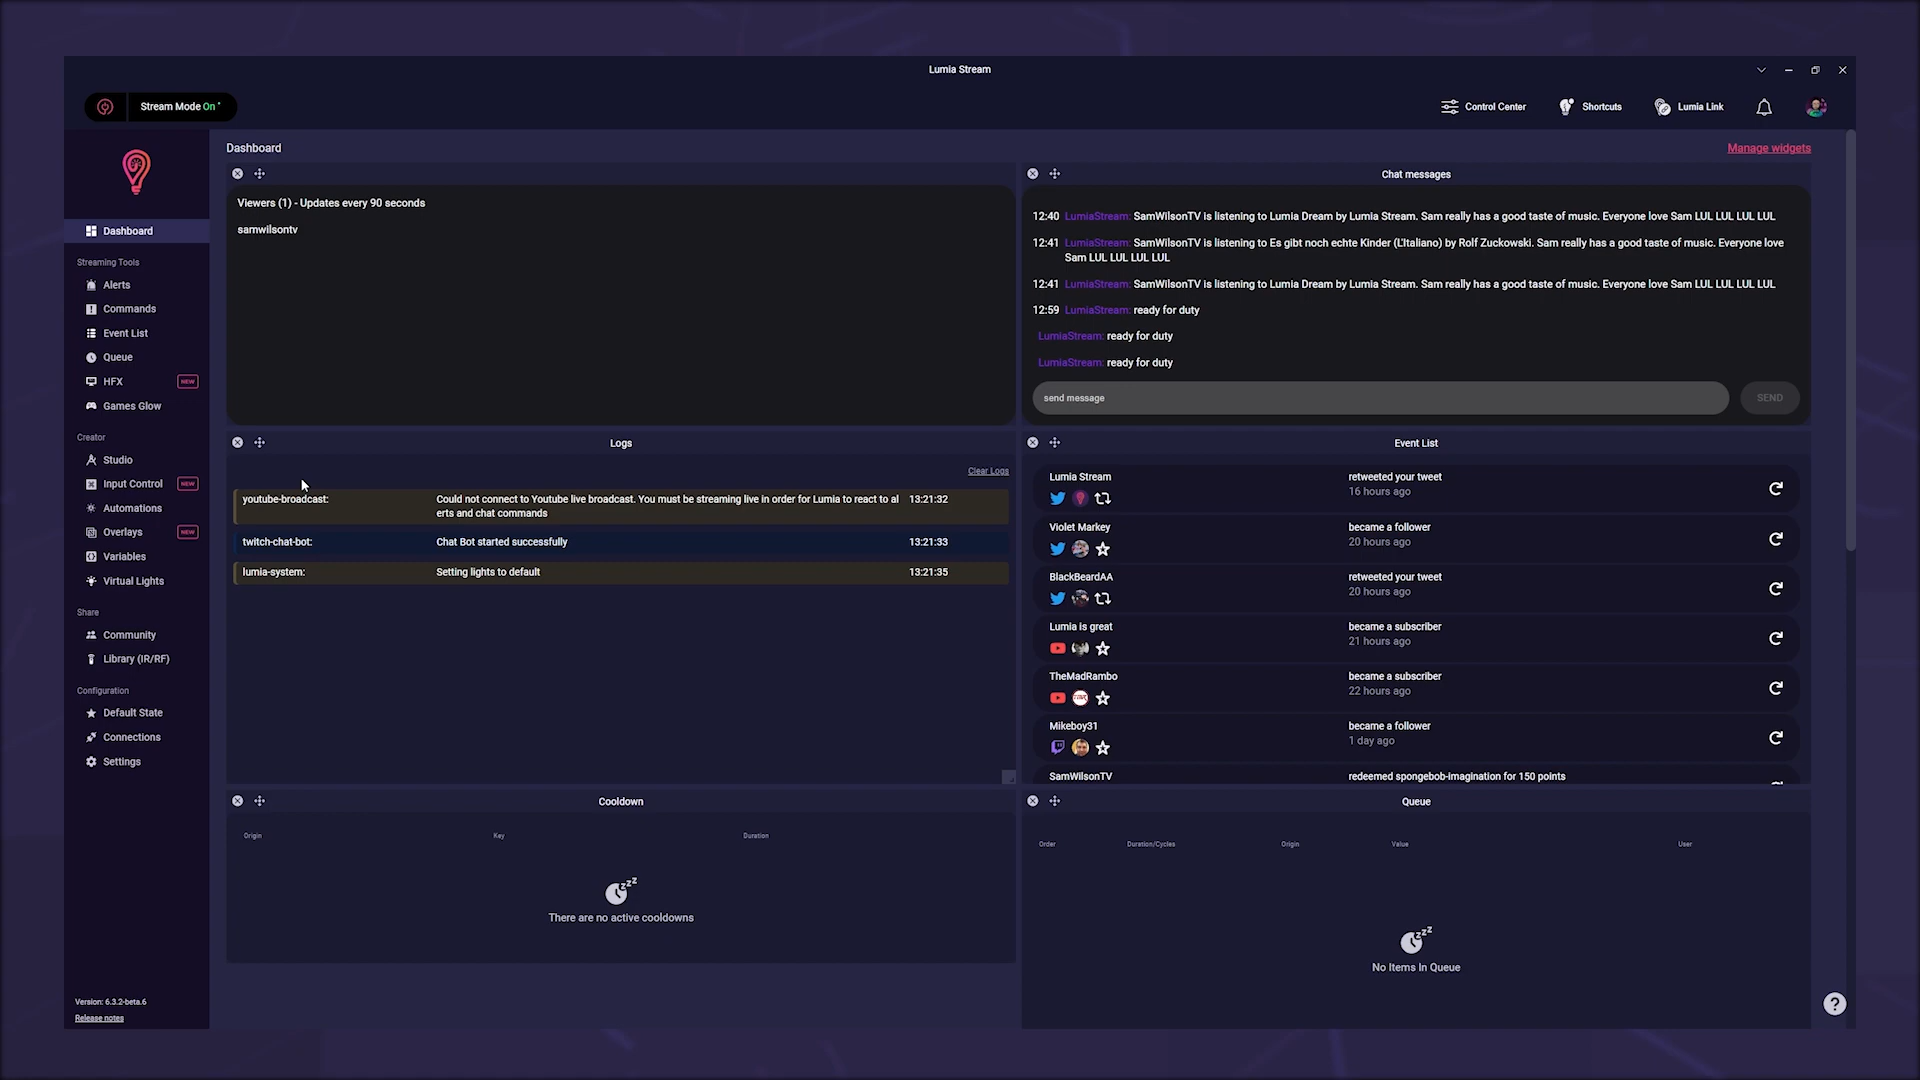 Lumia Stream
Stream Mode On
Control Center
Shortcuts
Lumia Link
Dashboard
Streaming Tools
Alerts
Commands
Event List
Queue
HFX NEW
Games Glow
Creator
Studio
Input Control NEW
Automations
Overlays NEW
Variables
Virtual Lights
Share
Community
Library (IR/RF)
Configuration
Default State
Connections
Settings
Version: 6.3.2-beta.6
Release notes
Dashboard
Manage widgets
Viewers (1) - Updates every 90 seconds
samwilsontv
Chat messages
12:40 LumiaStream: SamWilsonTV is listening to Lumia Dream by Lumia Stream. Sam really has a good taste of music. Everyone love Sam LUL LUL LUL LUL
12:41 LumiaStream: SamWilsonTV is listening to Es gibt noch echte Kinder (L'Italiano) by Rolf Zuckowski. Sam really has a good taste of music. Everyone love
Sam LUL LUL LUL LUL
12:41 LumiaStream: SamWilsonTV is listening to Lumia Dream by Lumia Stream. Sam really has a good taste of music. Everyone love Sam LUL LUL LUL LUL
12:59 LumiaStream: ready for duty
LumiaStream: ready for duty
LumiaStream: ready for duty
send message
SEND
Logs
Clear Logs
youtube-broadcast: Could not connect to Youtube live broadcast. You must be streaming live in order for Lumia to react to al 13:21:32
erts and chat commands
twitch-chat-bot: Chat Bot started successfully 13:21:33
lumia-system: Setting lights to default 13:21:35
Event List
Lumia Stream retweeted your tweet
16 hours ago
Violet Markey became a follower
20 hours ago
BlackBeardAA retweeted your tweet
20 hours ago
Lumia is great became a subscriber
21 hours ago
TheMadRambo became a subscriber
22 hours ago
Mikeboy31 became a follower
1 day ago
SamWilsonTV redeemed spongebob-imagination for 150 points
Cooldown
Origin Key Duration
zzz
There are no active cooldowns
Queue
Order Duration/Cycles Origin Value User
zzz
No Items In Queue
?